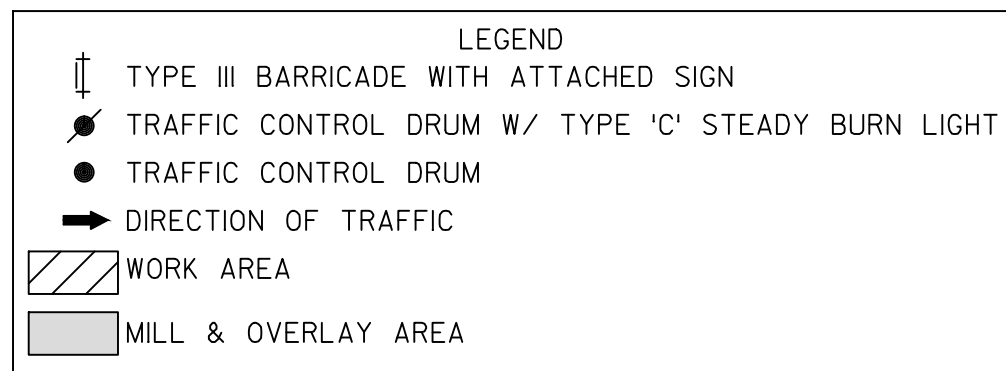 LEGEND
TYPE III BARRICADE WITH ATTACHED SIGN
TRAFFIC CONTROL DRUM W/ TYPE 'C' STEADY BURN LIGHT
TRAFFIC CONTROL DRUM
DIRECTION OF TRAFFIC
WORK AREA
MILL & OVERLAY AREA